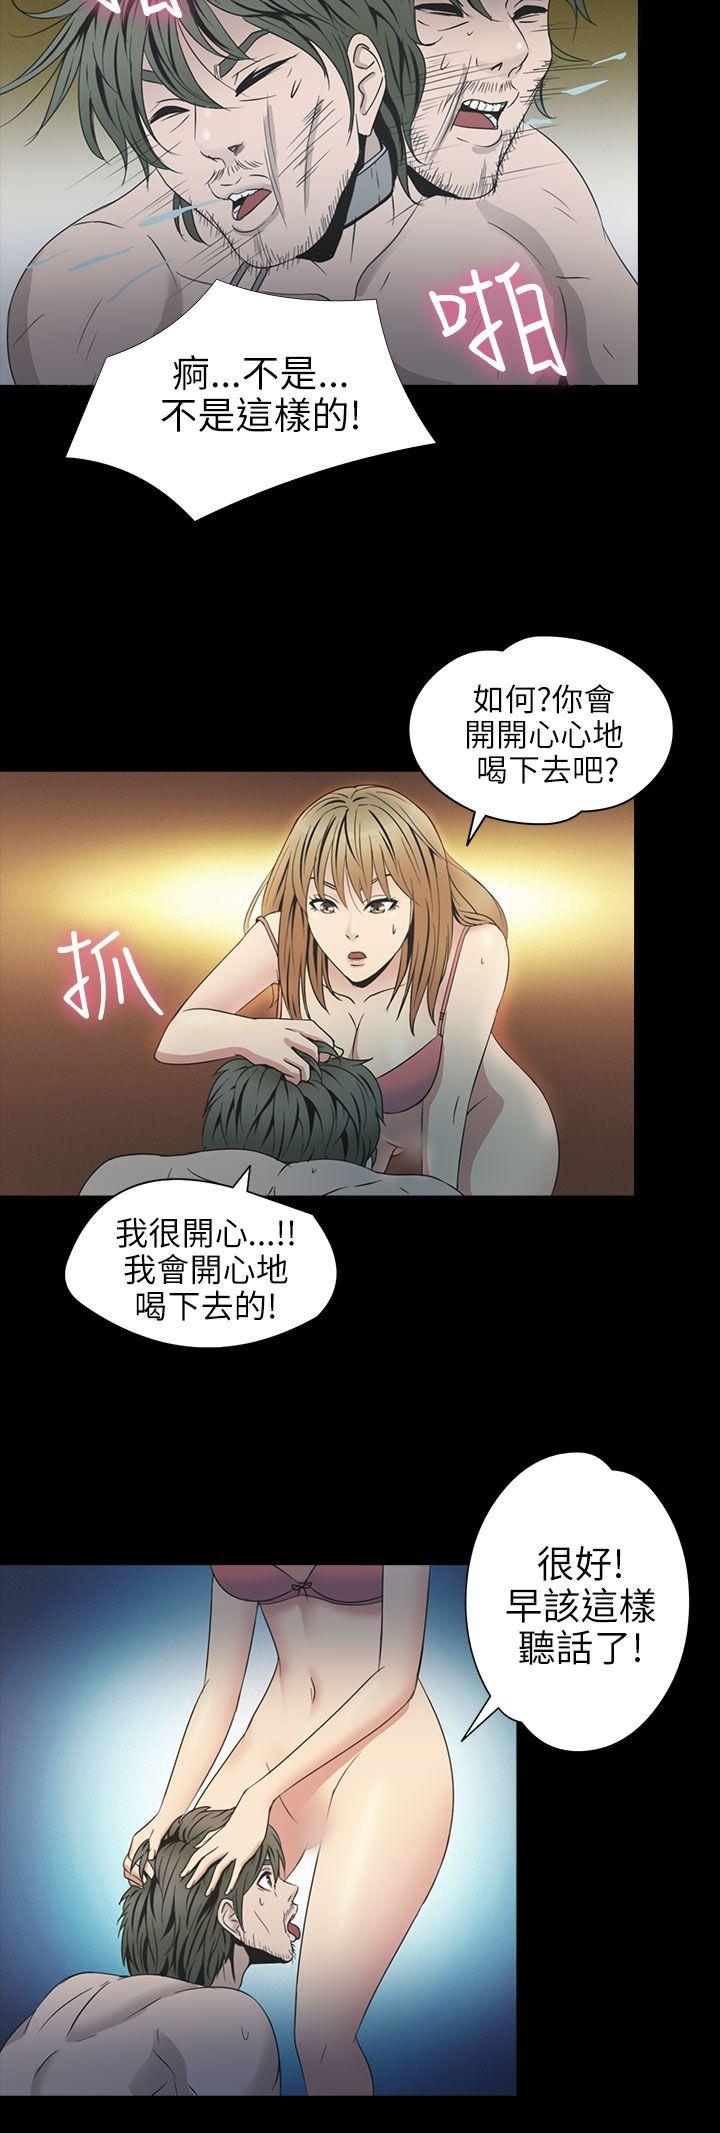 啪
痾...不是...
不是這樣的!
如何?你會
開開心心地
喝下去吧?
抓
我很開心...!!
我會開心地
喝下去的!
很好!
早該這樣
聽話了!